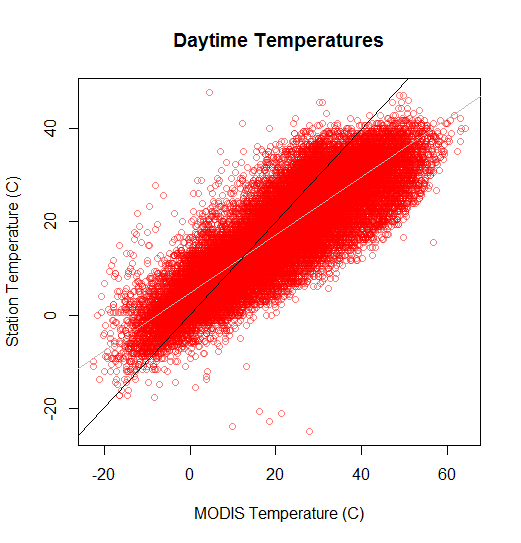 Daytime Temperatures
Station Temperature (C)
40
20
0
-20
-20 0 20 40 60
MODIS Temperature (C)